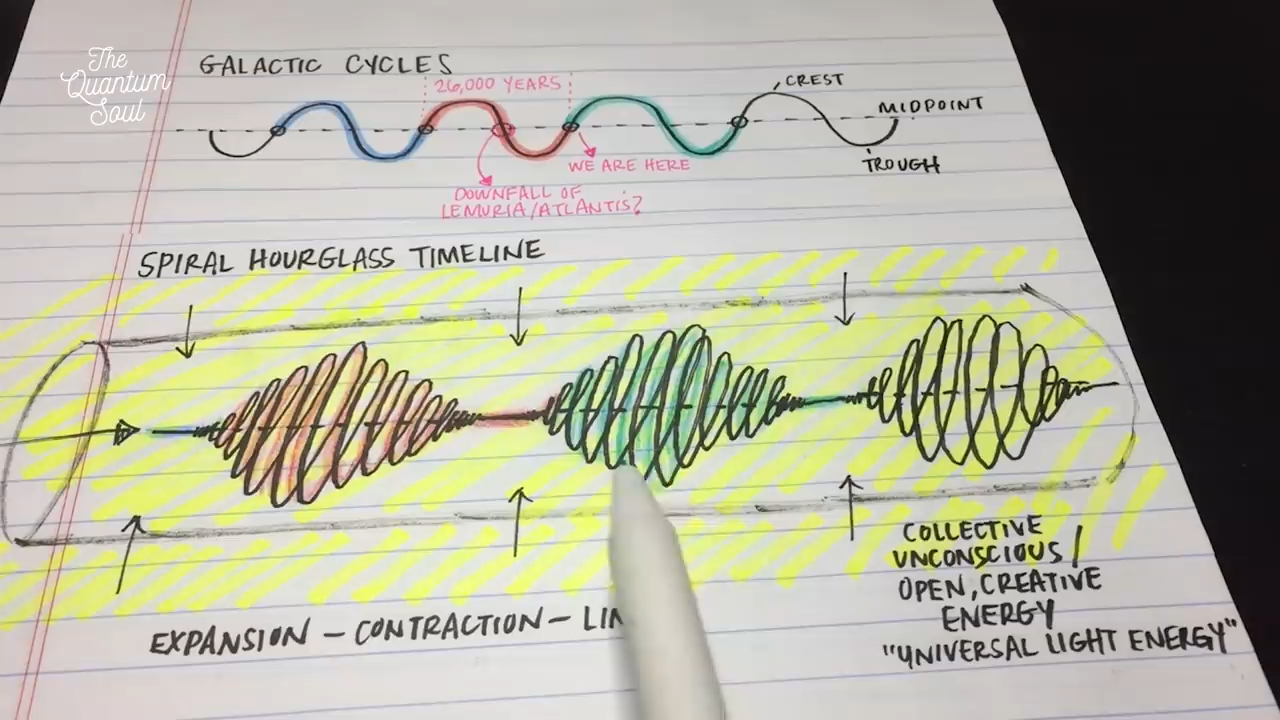 The
Quantum
Soul
GALACTIC CYCLES
26,000 YEARS
CREST
MIDPOINT
WE ARE HERE
TROUGH
DOWNFALL OF
LEMURIA/ATLANTIS?
SPIRAL HOURGLASS TIMELINE
COLLECTIVE
UNCONSCIOUS/
OPEN, CREATIVE
ENERGY
"UNIVERSAL LIGHT ENERGY"
EXPANSION - CONTRACTION -